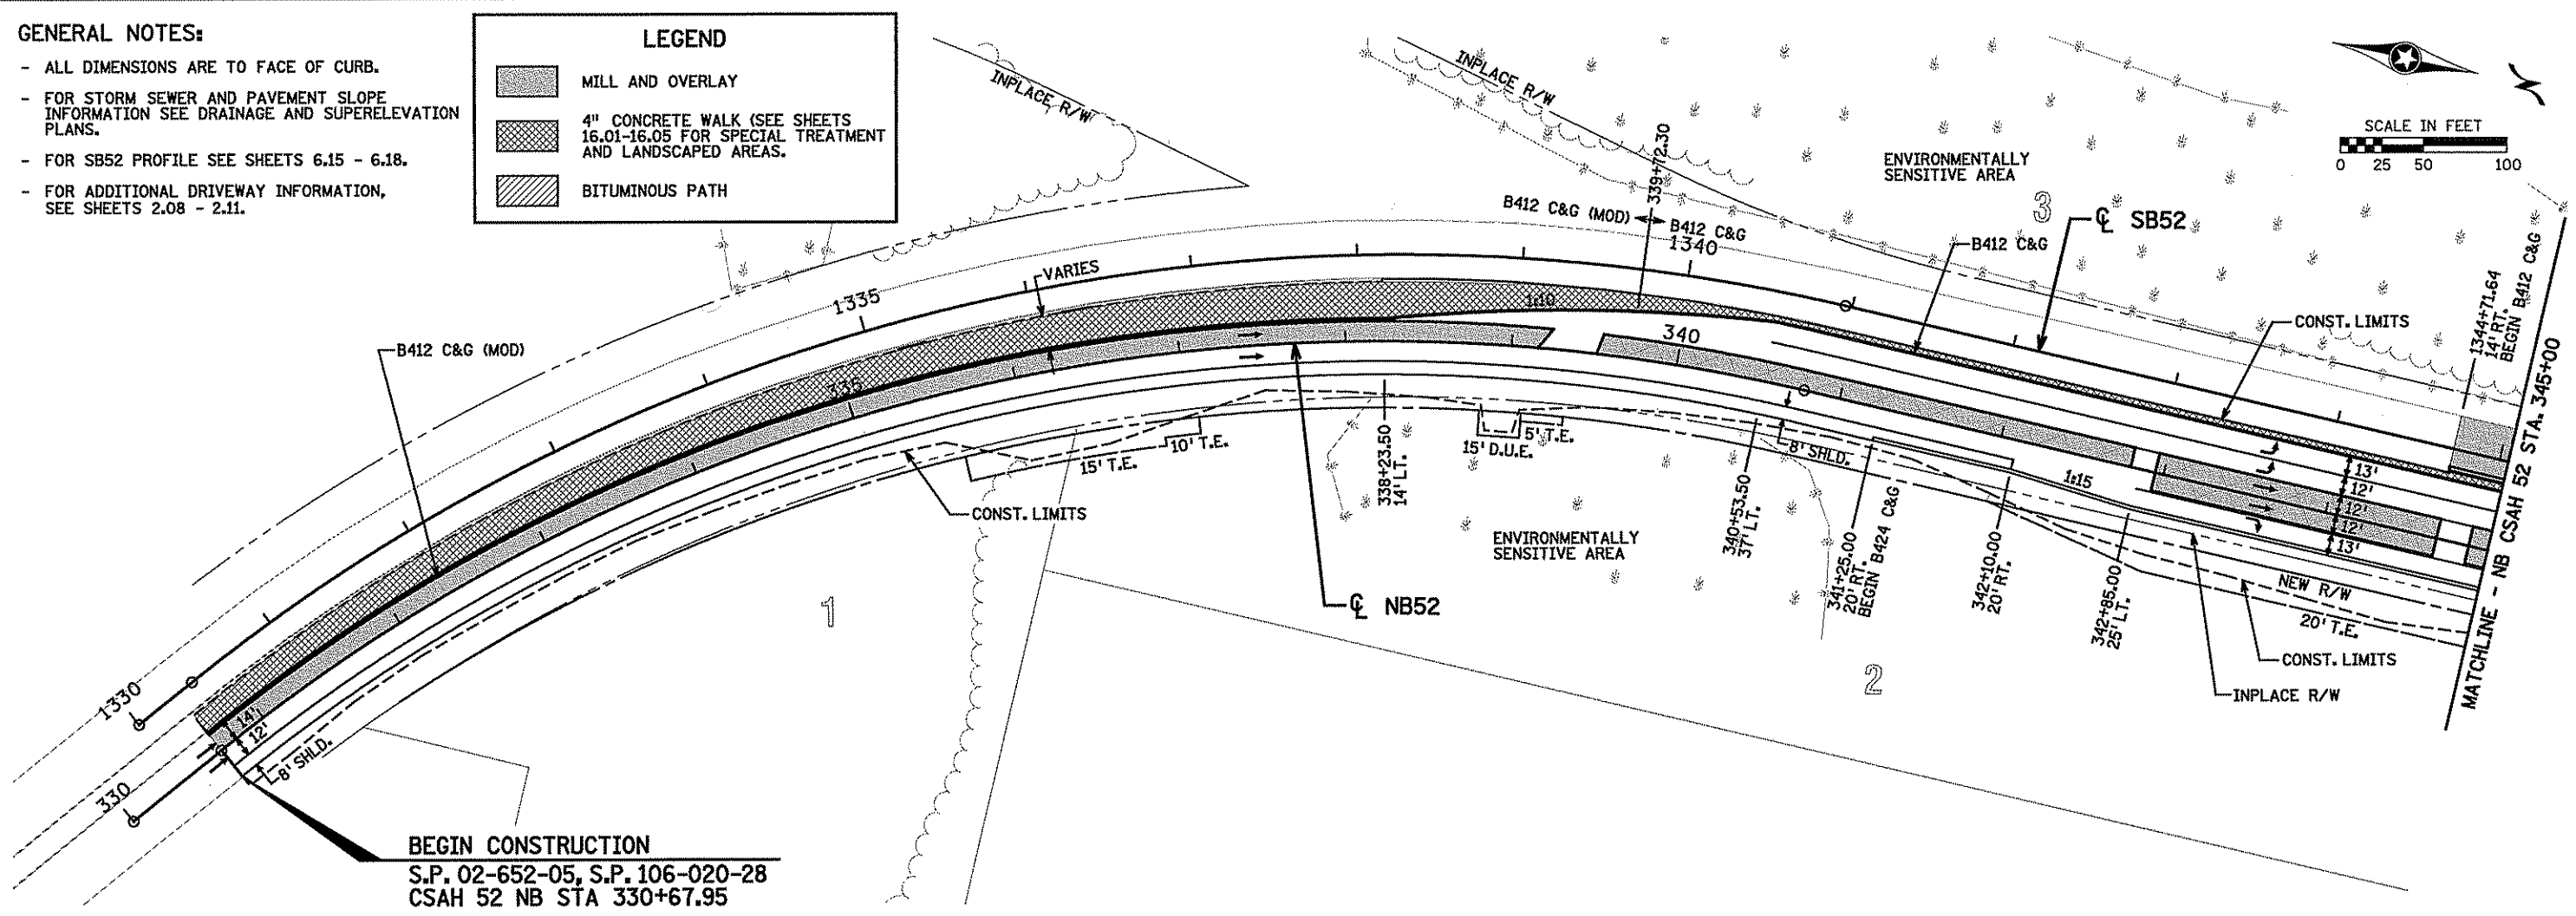 GENERAL NOTES:
- ALL DIMENSIONS ARE TO FACE OF CURB.
- FOR STORM SEWER AND PAVEMENT SLOPE
INFORMATION SEE DRAINAGE AND SUPERELEVATION
PLANS.
- FOR SB52 PROFILE SEE SHEETS 6.15 - 6.18.
- FOR ADDITIONAL DRIVEWAY INFORMATION,
SEE SHEETS 2.08 - 2.11.
LEGEND
MILL AND OVERLAY
4" CONCRETE WALK (SEE SHEETS
16.01-16.05 FOR SPECIAL TREATMENT
AND LANDSCAPED AREAS.
BITUMINOUS PATH
INPLACE R/W
INPLACE R/W
SCALE IN FEET
0 25 50 100
ENVIRONMENTALLY
SENSITIVE AREA
3
339+72.30
B412 C&G (MOD)
B412 C&G
1340
B412 C&G
℄ SB52
VARIES
1335
1:10
CONST. LIMITS
1344+71.64
14' RT.
BEGIN B412 C&G
B412 C&G (MOD)
335
340
MATCHLINE - NB CSAH 52 STA. 345+00
15' T.E.
10' T.E.
338+23.50
14' LT.
15' D.U.E.
5' T.E.
8' SHLD.
1:15
13'
12'
12'
12'
13'
CONST. LIMITS
ENVIRONMENTALLY
SENSITIVE AREA
340+53.50
37' LT.
341+25.00
20' RT.
BEGIN B424 C&G
342+10.00
20' RT.
342+85.00
25' LT.
NEW R/W
20' T.E.
CONST. LIMITS
INPLACE R/W
℄ NB52
1
2
1330
14'
12'
8' SHLD.
330
BEGIN CONSTRUCTION
S.P. 02-652-05, S.P. 106-020-28
CSAH 52 NB STA 330+67.95